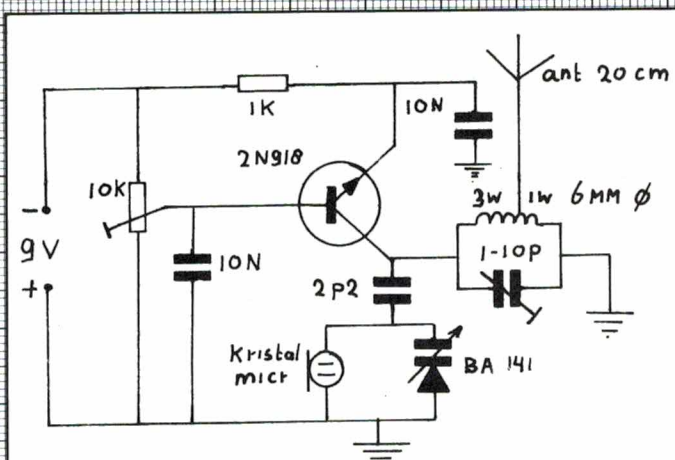 ant 20 cm
1K
10N
2N918
10K
3W 1W 6MM Ø
-
9V
+
10N
1-10P
2P2
Kristal
micr
BA 141